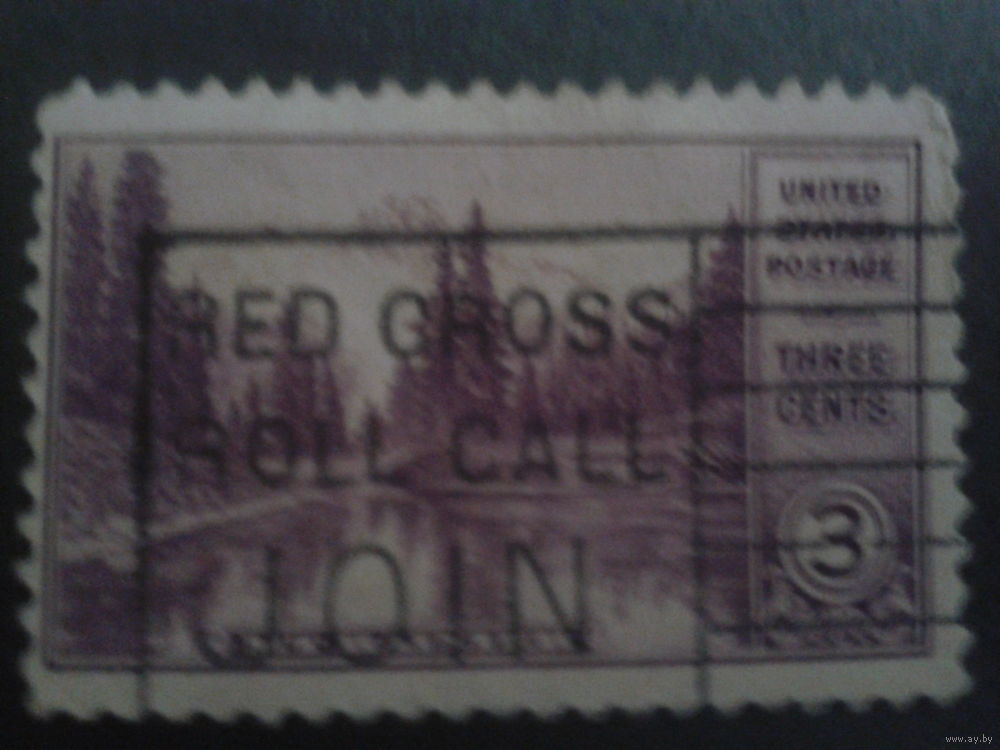 UNITED
STATES
POSTAGE
THREE
CENTS
3
RED CROSS
ROLL CALL
JOIN
www.ay.by